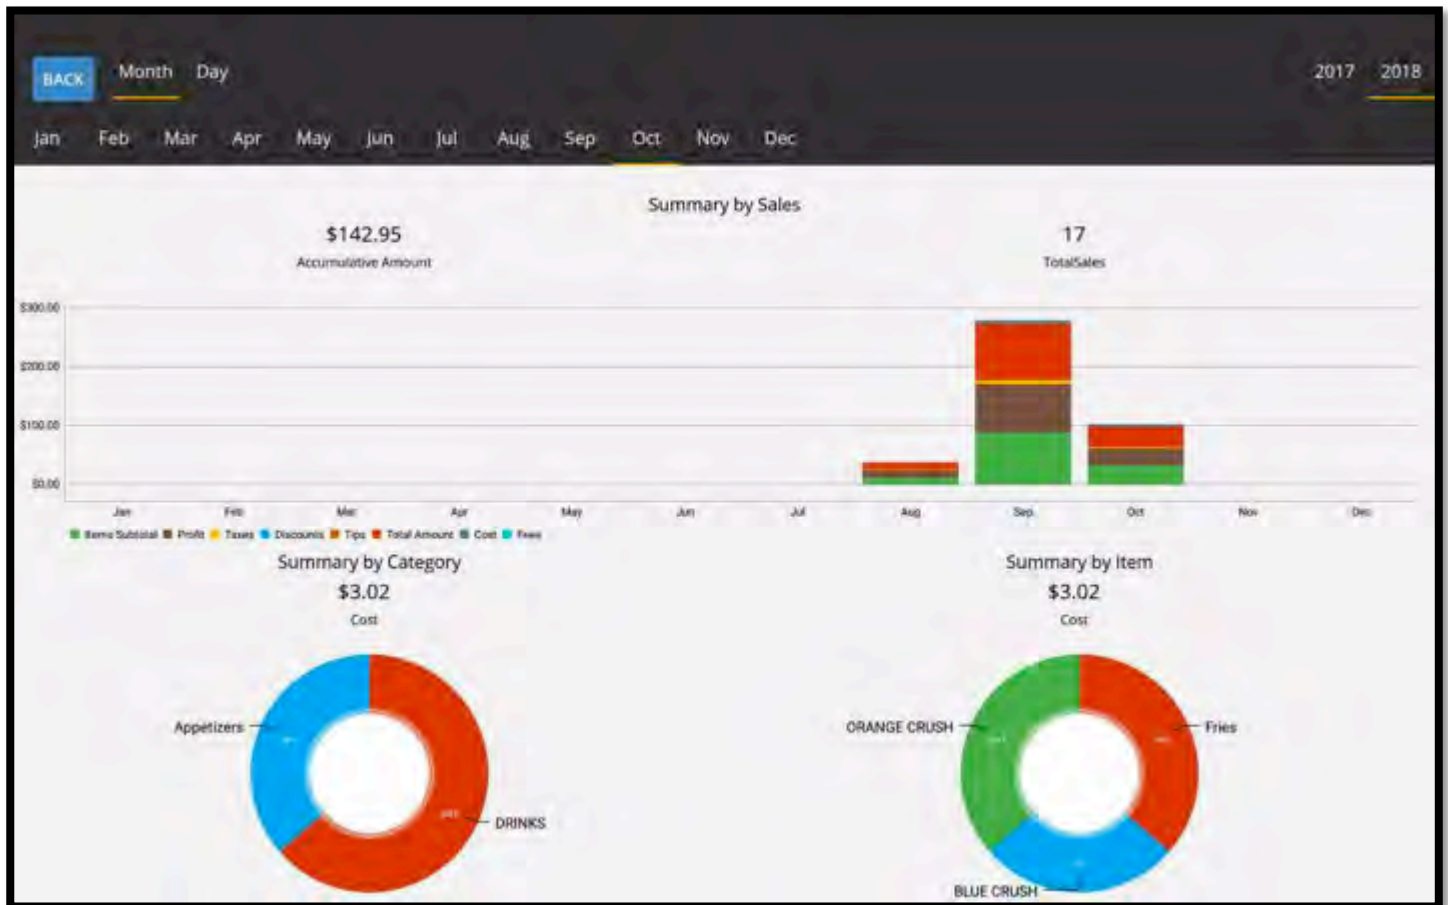 BACK Month Day 2017 2018
Jan Feb Mar Apr May Jun Jul Aug Sep Oct Nov Dec
Summary by Sales
$142.95 17
Accumulative Amount TotalSales
$300.00
$200.00
$100.00
$0.00
Jan Feb Mar Apr May Jun Jul Aug Sep Oct Nov Dec
Items Subtotal Profit Taxes Discounts Tips Total Amount Cost Fees
Summary by Category Summary by Item
$3.02 $3.02
Cost Cost
Appetizers ORANGE CRUSH Fries
DRINKS
BLUE CRUSH